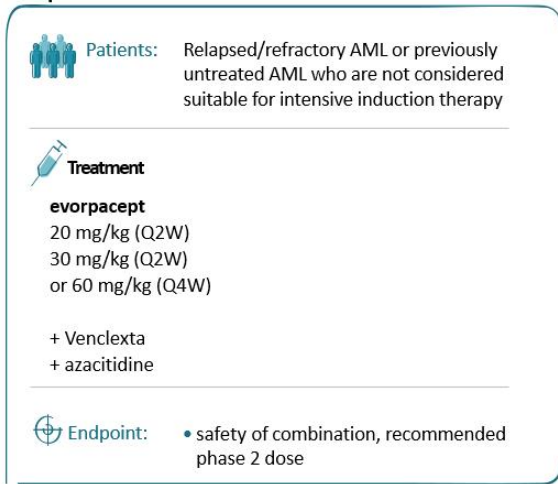 Patients: Relapsed/refractory AML or previously
untreated AML who are not considered
suitable for intensive induction therapy
Treatment
evorpacept
20 mg/kg (Q2W)
30 mg/kg (Q2W)
or 60 mg/kg (Q4W)
+ Venclexta
+ azacitidine
Endpoint: • safety of combination, recommended
phase 2 dose